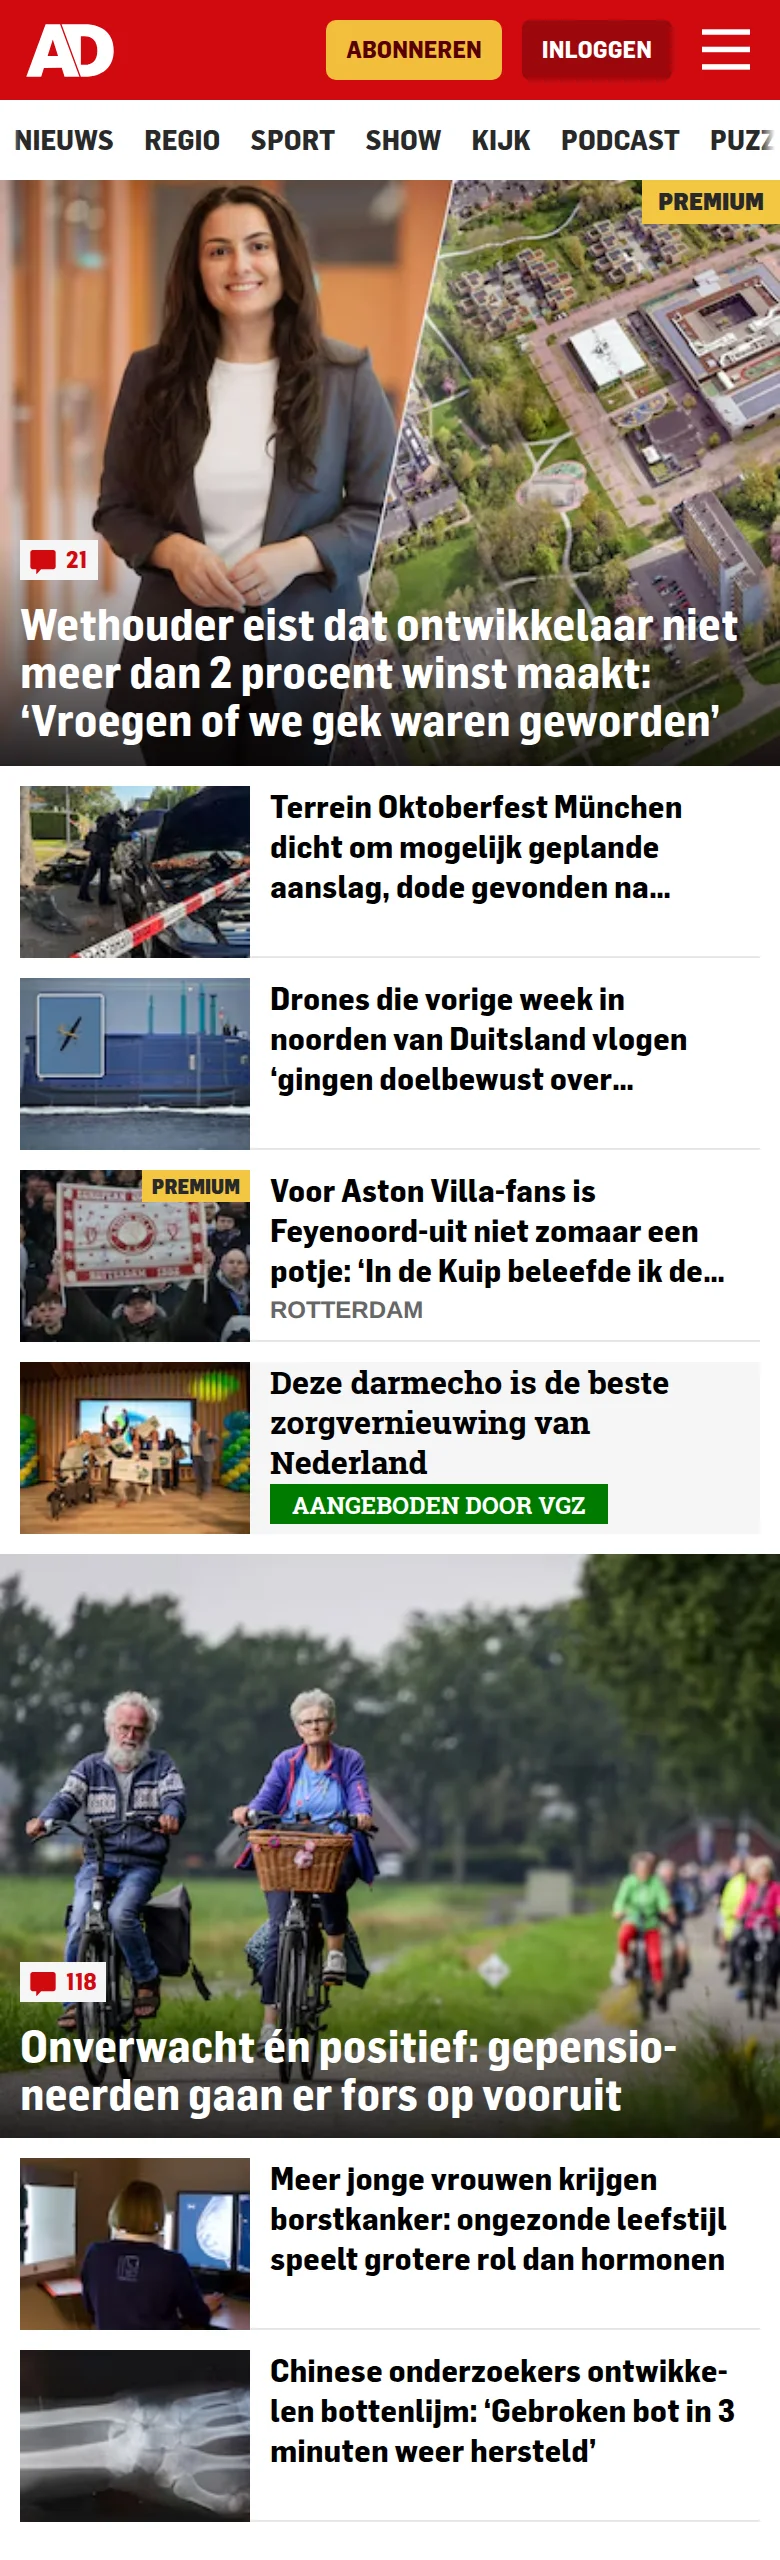 AD
ABONNEREN
INLOGGEN
NIEUWS REGIO SPORT SHOW KIJK PODCAST PUZZ
PREMIUM
21
Wethouder eist dat ontwikkelaar niet
meer dan 2 procent winst maakt:
‘Vroegen of we gek waren geworden’
Terrein Oktoberfest München
dicht om mogelijk geplande
aanslag, dode gevonden na...
Drones die vorige week in
noorden van Duitsland vlogen
‘gingen doelbewust over...
PREMIUM
Voor Aston Villa-fans is
Feyenoord-uit niet zomaar een
potje: ‘In de Kuip beleefde ik de...
ROTTERDAM
Deze darmecho is de beste
zorgvernieuwing van
Nederland
AANGEBODEN DOOR VGZ
118
Onverwacht én positief: gepensio-
neerden gaan er fors op vooruit
Meer jonge vrouwen krijgen
borstkanker: ongezonde leefstijl
speelt grotere rol dan hormonen
Chinese onderzoekers ontwikke-
len bottenlijm: ‘Gebroken bot in 3
minuten weer hersteld’